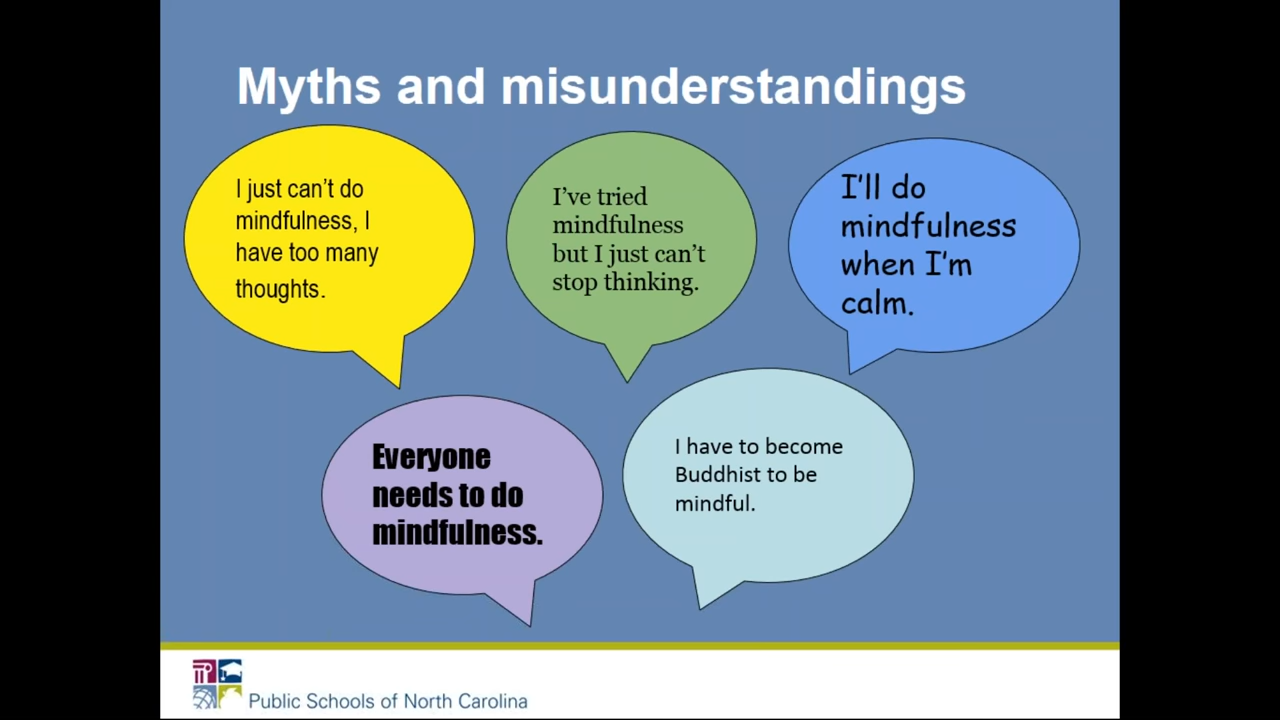 Myths and misunderstandings
I just can't do
mindfulness, I
have too many
thoughts.
I've tried
mindfulness
but I just can't
stop thinking.
I'll do
mindfulness
when I'm
calm.
Everyone
needs to do
mindfulness.
I have to become
Buddhist to be
mindful.
Public Schools of North Carolina